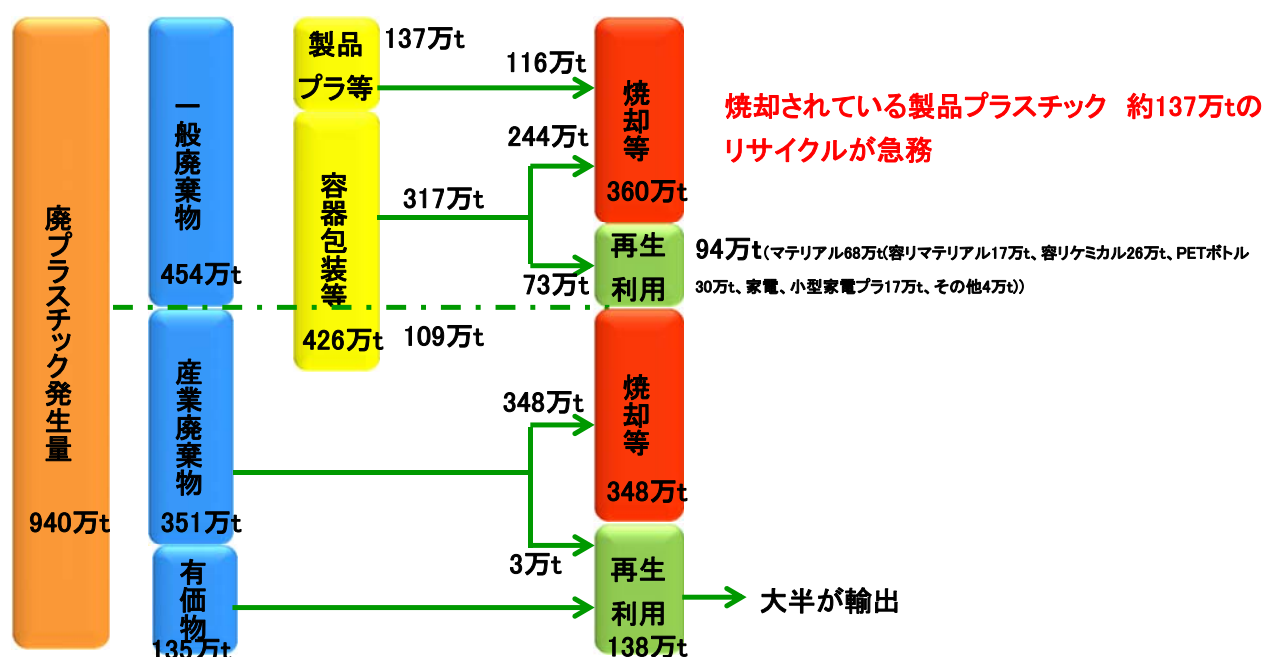 廃プラスチック発生量
940万t
一般廃棄物
454万t
産業廃棄物
351万t
有価物
135万t
製品
プラ等
137万t
容器包装等
426万t
317万t
109万t
116万t
244万t
73万t
348万t
3万t
焼却等
360万t
再生
利用
焼却等
348万t
再生
利用
138万t
焼却されている製品プラスチック 約137万tの
リサイクルが急務
94万t(マテリアル68万t(容リマテリアル17万t、容リケミカル26万t、PETボトル
30万t、家電、小型家電プラ17万t、その他4万t))
大半が輸出